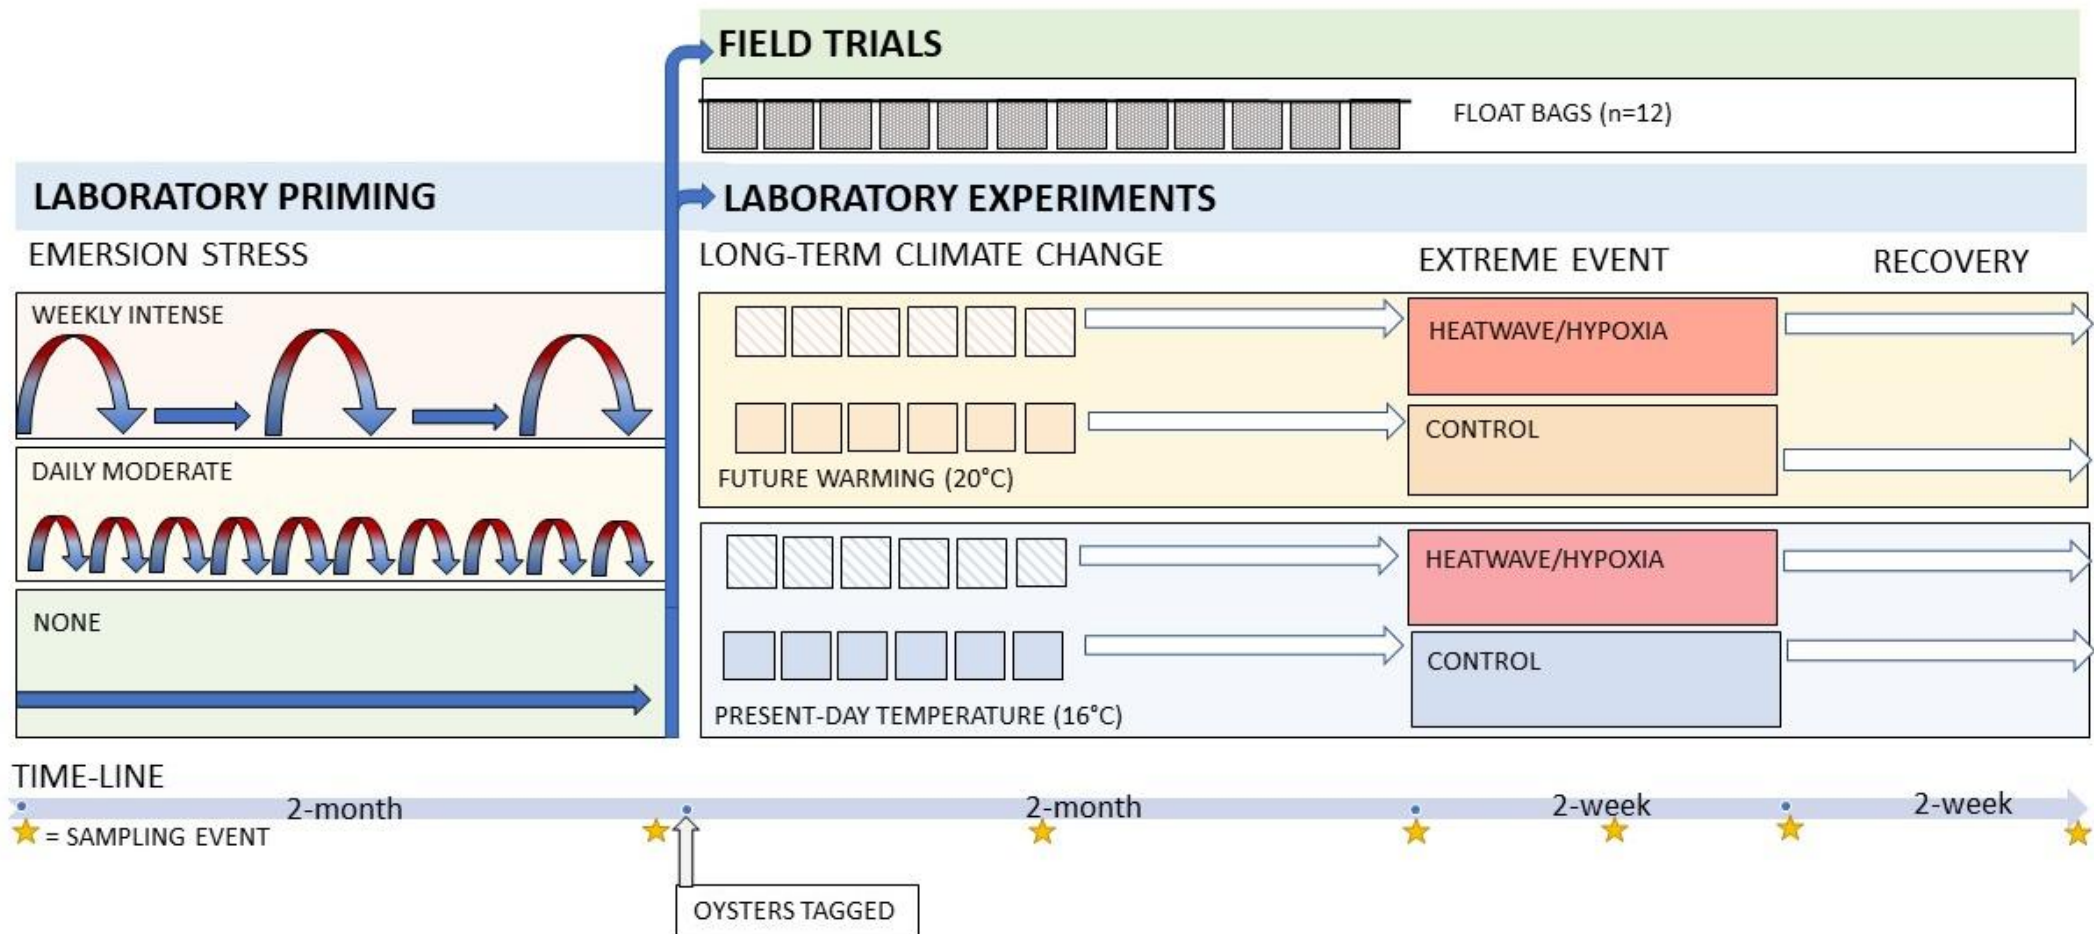 FIELD TRIALS
FLOAT BAGS (n=12)
LABORATORY PRIMING
LABORATORY EXPERIMENTS
EMERSION STRESS
LONG-TERM CLIMATE CHANGE
EXTREME EVENT
RECOVERY
WEEKLY INTENSE
HEATWAVE/HYPOXIA
CONTROL
DAILY MODERATE
FUTURE WARMING (20°C)
HEATWAVE/HYPOXIA
NONE
CONTROL
PRESENT-DAY TEMPERATURE (16°C)
TIME-LINE
2-month
2-month
2-week
2-week
= SAMPLING EVENT
OYSTERS TAGGED